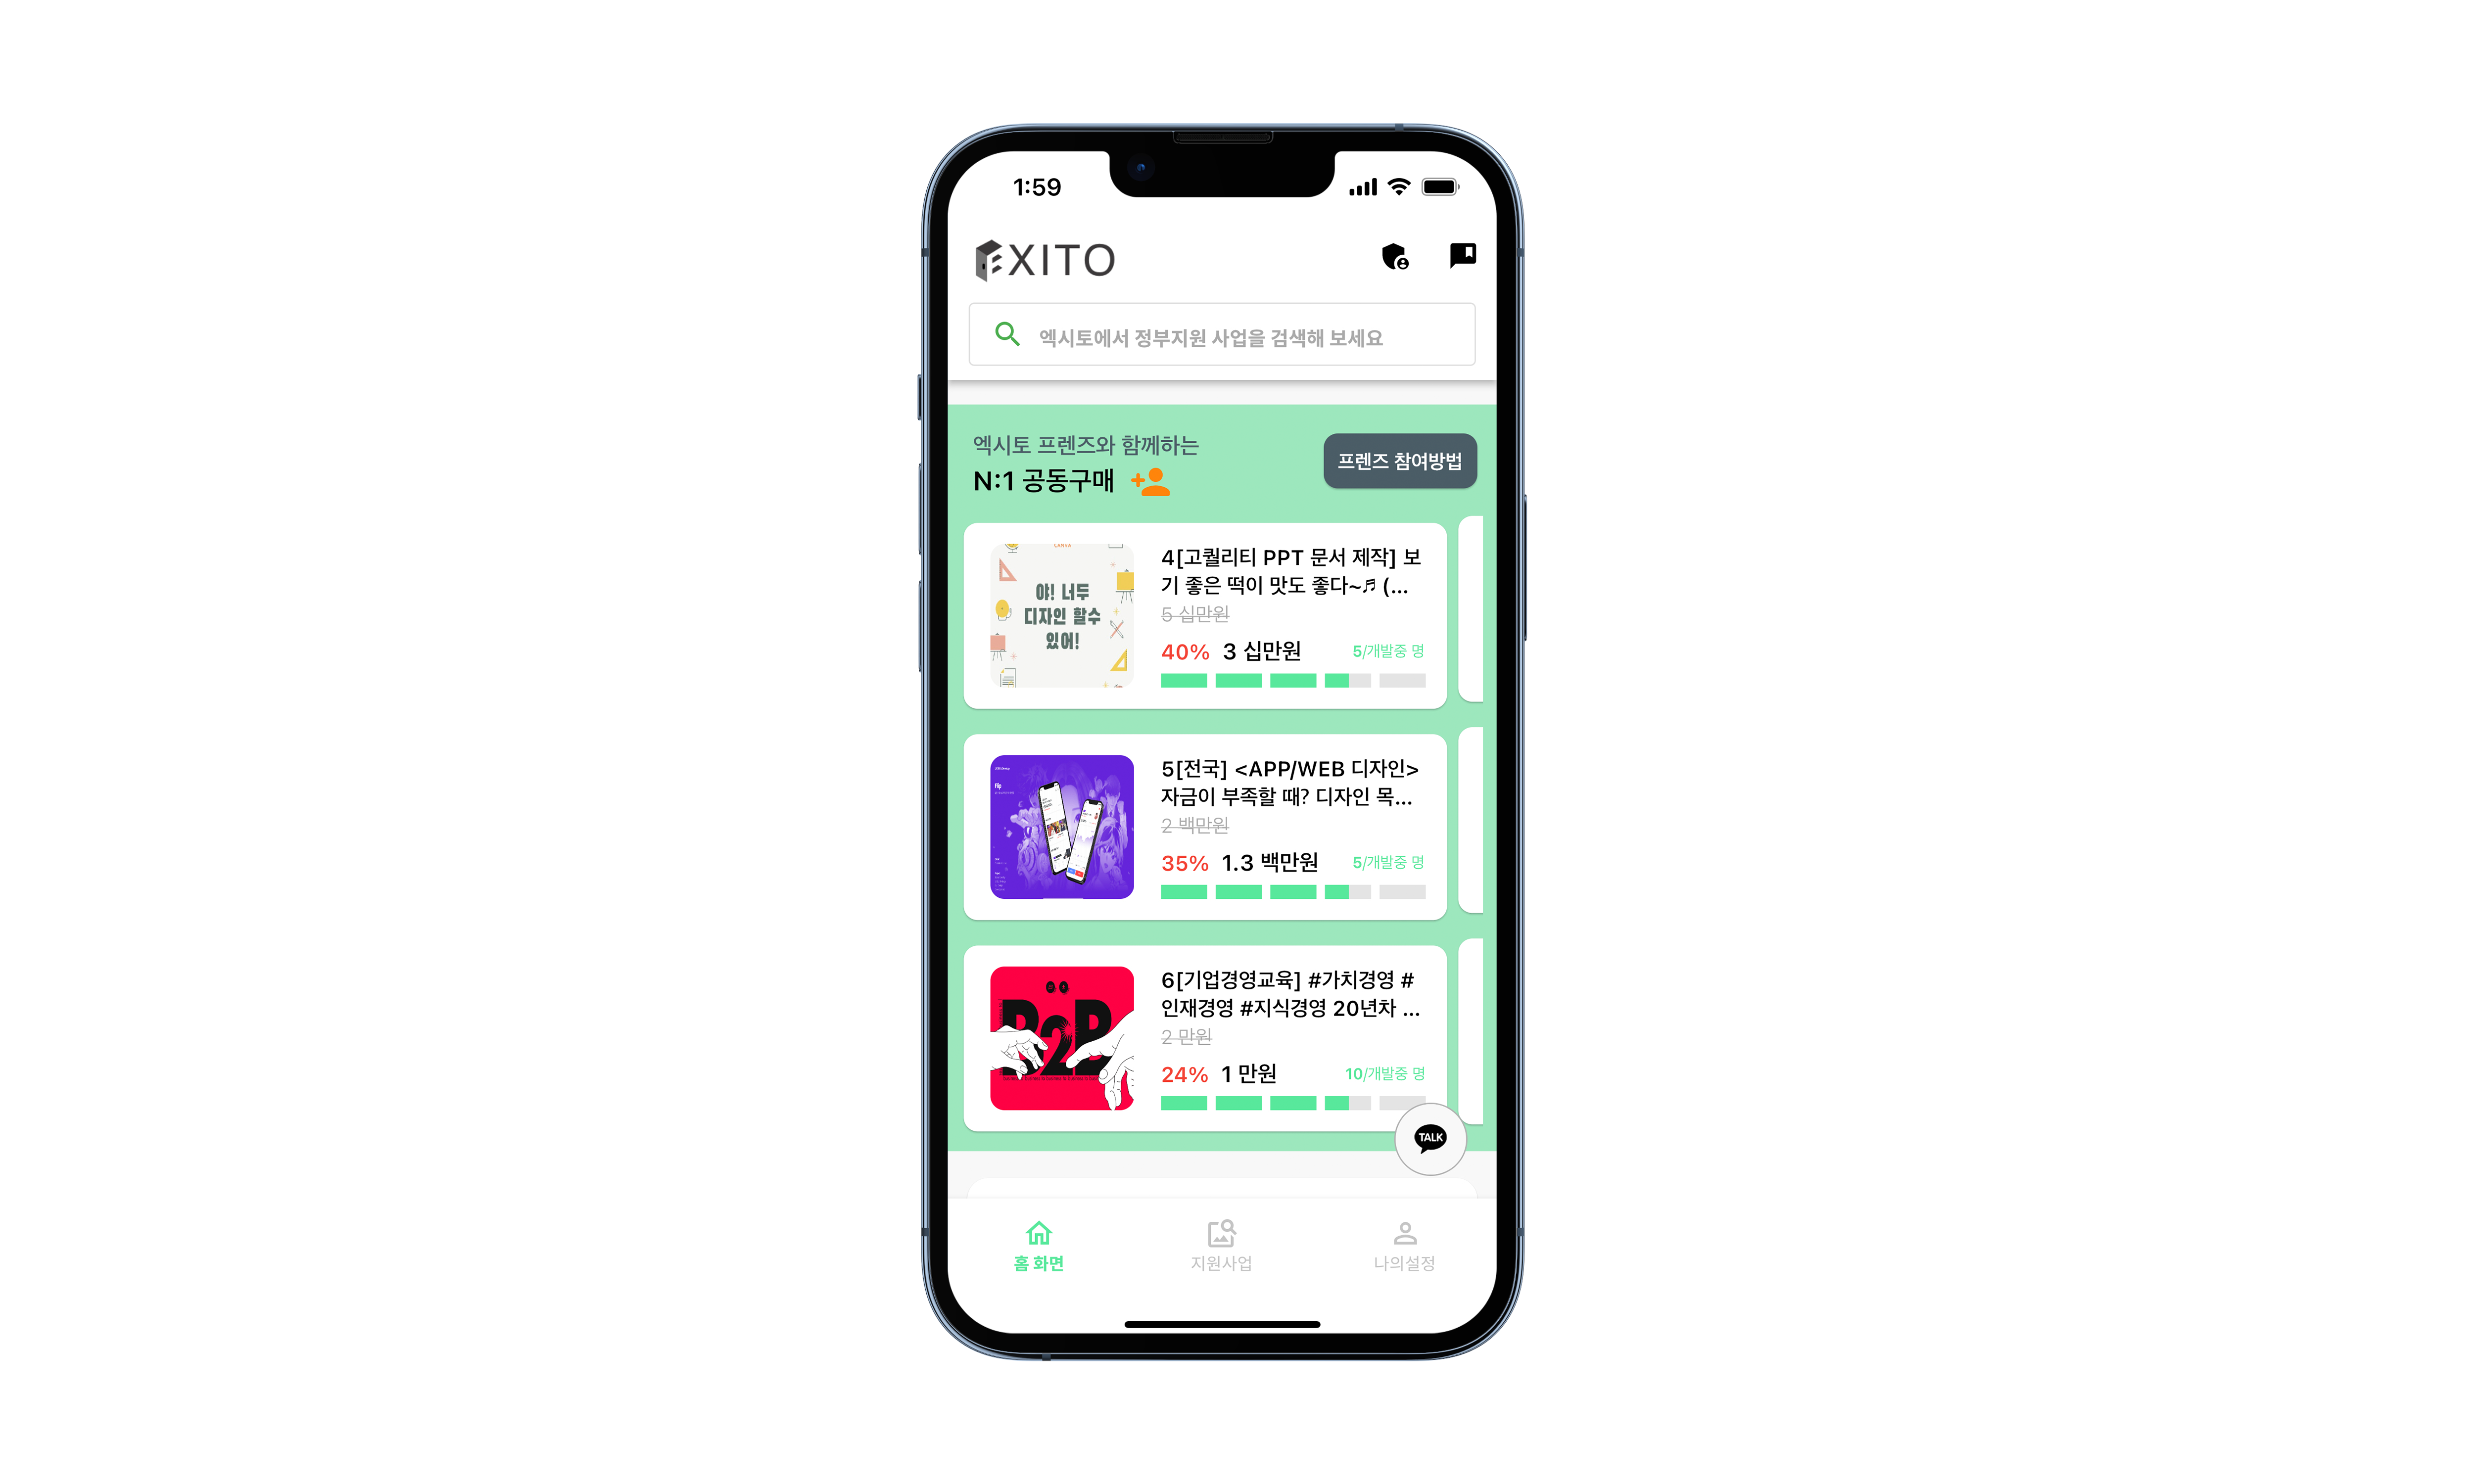 1:59
EXITO
엑시토에서 정부지원 사업을 검색해 보세요
엑시토 프렌즈와 함께하는
N:1 공동구매
프렌즈 참여방법
CANVA
야! 너두
디자인 할수
있어!
4[고퀄리티 PPT 문서 제작] 보
기 좋은 떡이 맛도 좋다~♬ (...
5 십만원
40% 3 십만원
5/개발중 명
Flip
5[전국] <APP/WEB 디자인>
자금이 부족할 때? 디자인 목...
2 백만원
35% 1.3 백만원
5/개발중 명
B2B
6[기업경영교육] #가치경영 #
인재경영 #지식경영 20년차 ...
2 만원
24% 1 만원
10/개발중 명
TALK
홈 화면
지원사업
나의설정